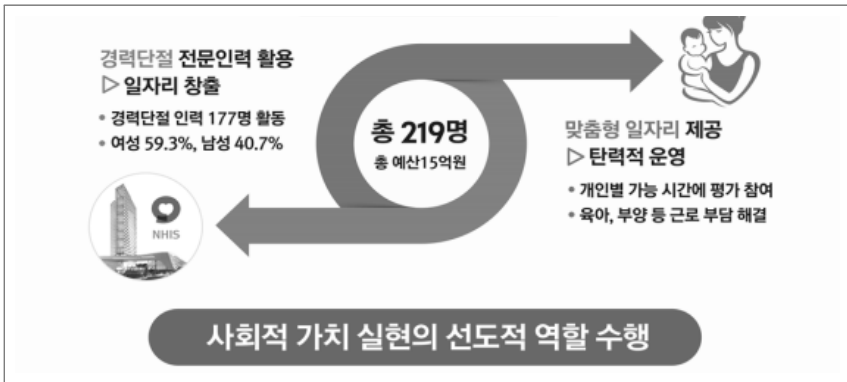 경력단절 전문인력 활용
▷ 일자리 창출
• 경력단절 인력 177명 활동
• 여성 59.3%, 남성 40.7%
총 219명
총 예산15억원
맞춤형 일자리 제공
▷ 탄력적 운영
• 개인별 가능 시간에 평가 참여
• 육아, 부양 등 근로 부담 해결
NHIS
사회적 가치 실현의 선도적 역할 수행